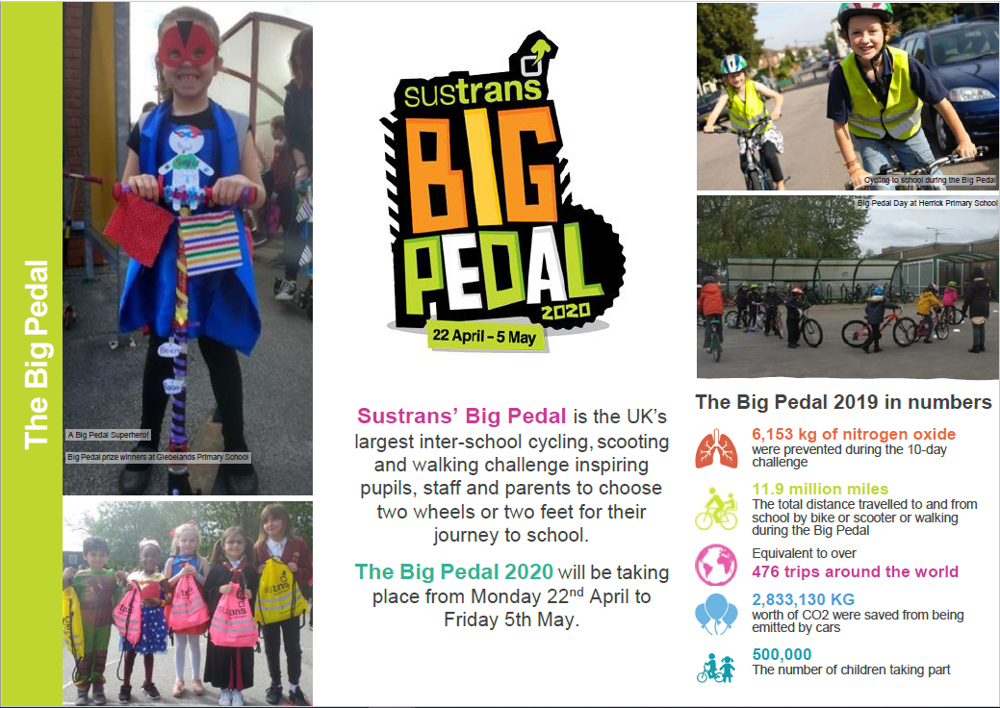 The Big Pedal
A Big Pedal Superhero!
Big Pedal prize winners at Glebelands Primary School
sustrans
BIG
PEDAL
2020
22 April - 5 May
Sustrans’ Big Pedal is the UK’s
largest inter-school cycling, scooting
and walking challenge inspiring
pupils, staff and parents to choose
two wheels or two feet for their
journey to school.
The Big Pedal 2020 will be taking
place from Monday 22nd April to
Friday 5th May.
Cycling to school during the Big Pedal
Big Pedal Day at Herrick Primary School
The Big Pedal 2019 in numbers
6,153 kg of nitrogen oxide
were prevented during the 10-day
challenge
11.9 million miles
The total distance travelled to and from
school by bike or scooter or walking
during the Big Pedal
Equivalent to over
476 trips around the world
2,833,130 KG
worth of CO2 were saved from being
emitted by cars
500,000
The number of children taking part